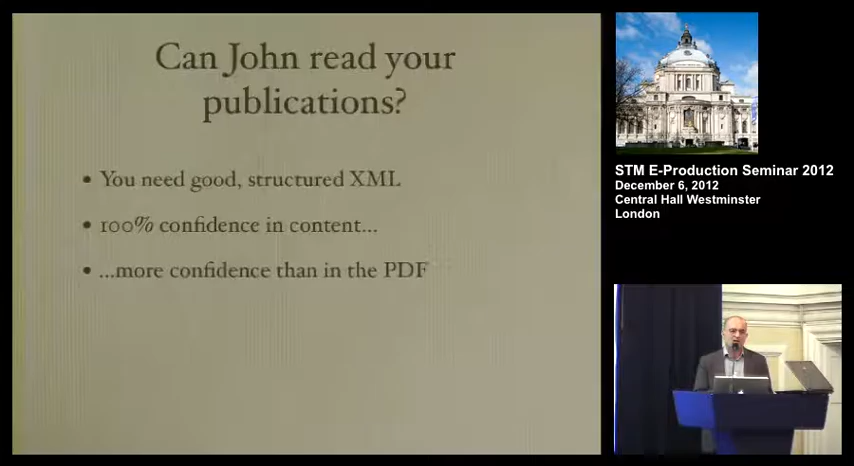 Can John read your
publications?
• You need good, structured XML
• 100% confidence in content...
• ...more confidence than in the PDF
STM E-Production Seminar 2012
December 6, 2012
Central Hall Westminster
London